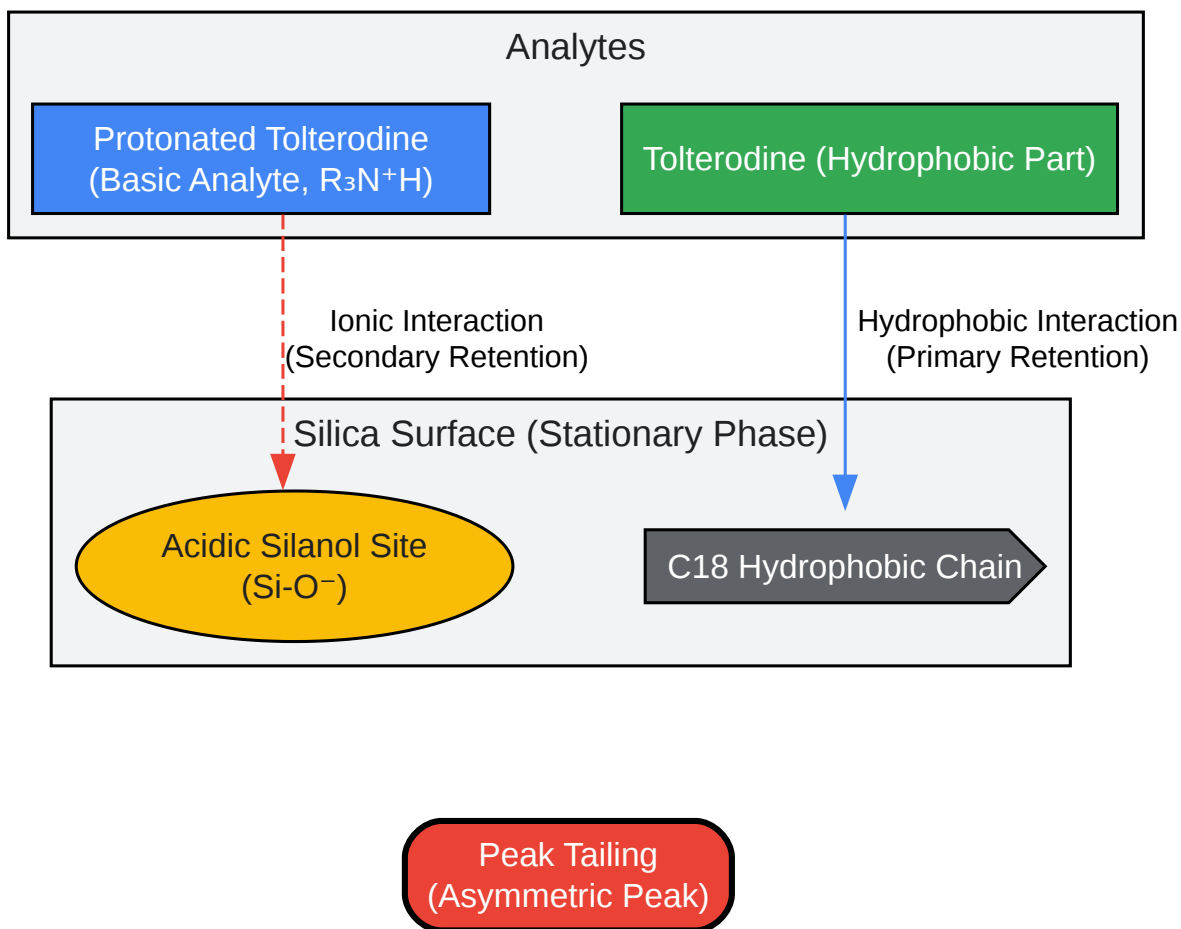 Analytes
Protonated Tolterodine
(Basic Analyte, R₃N⁺H)
Tolterodine (Hydrophobic Part)
Ionic Interaction
(Secondary Retention)
Hydrophobic Interaction
(Primary Retention)
Silica Surface (Stationary Phase)
Acidic Silanol Site
(Si-O⁻)
C18 Hydrophobic Chain
Peak Tailing
(Asymmetric Peak)